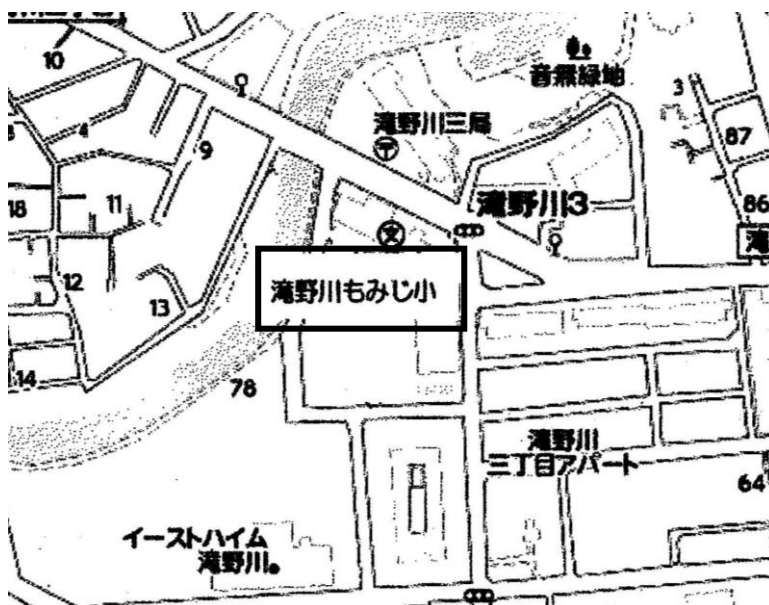 10
音無緑地
3
4
滝野川三局
〒
87
9
18
11
滝野川3
86
文
滝
12
滝野川もみじ小
13
14
78
滝野川
三丁目アパート
64
イーストハイム
滝野川